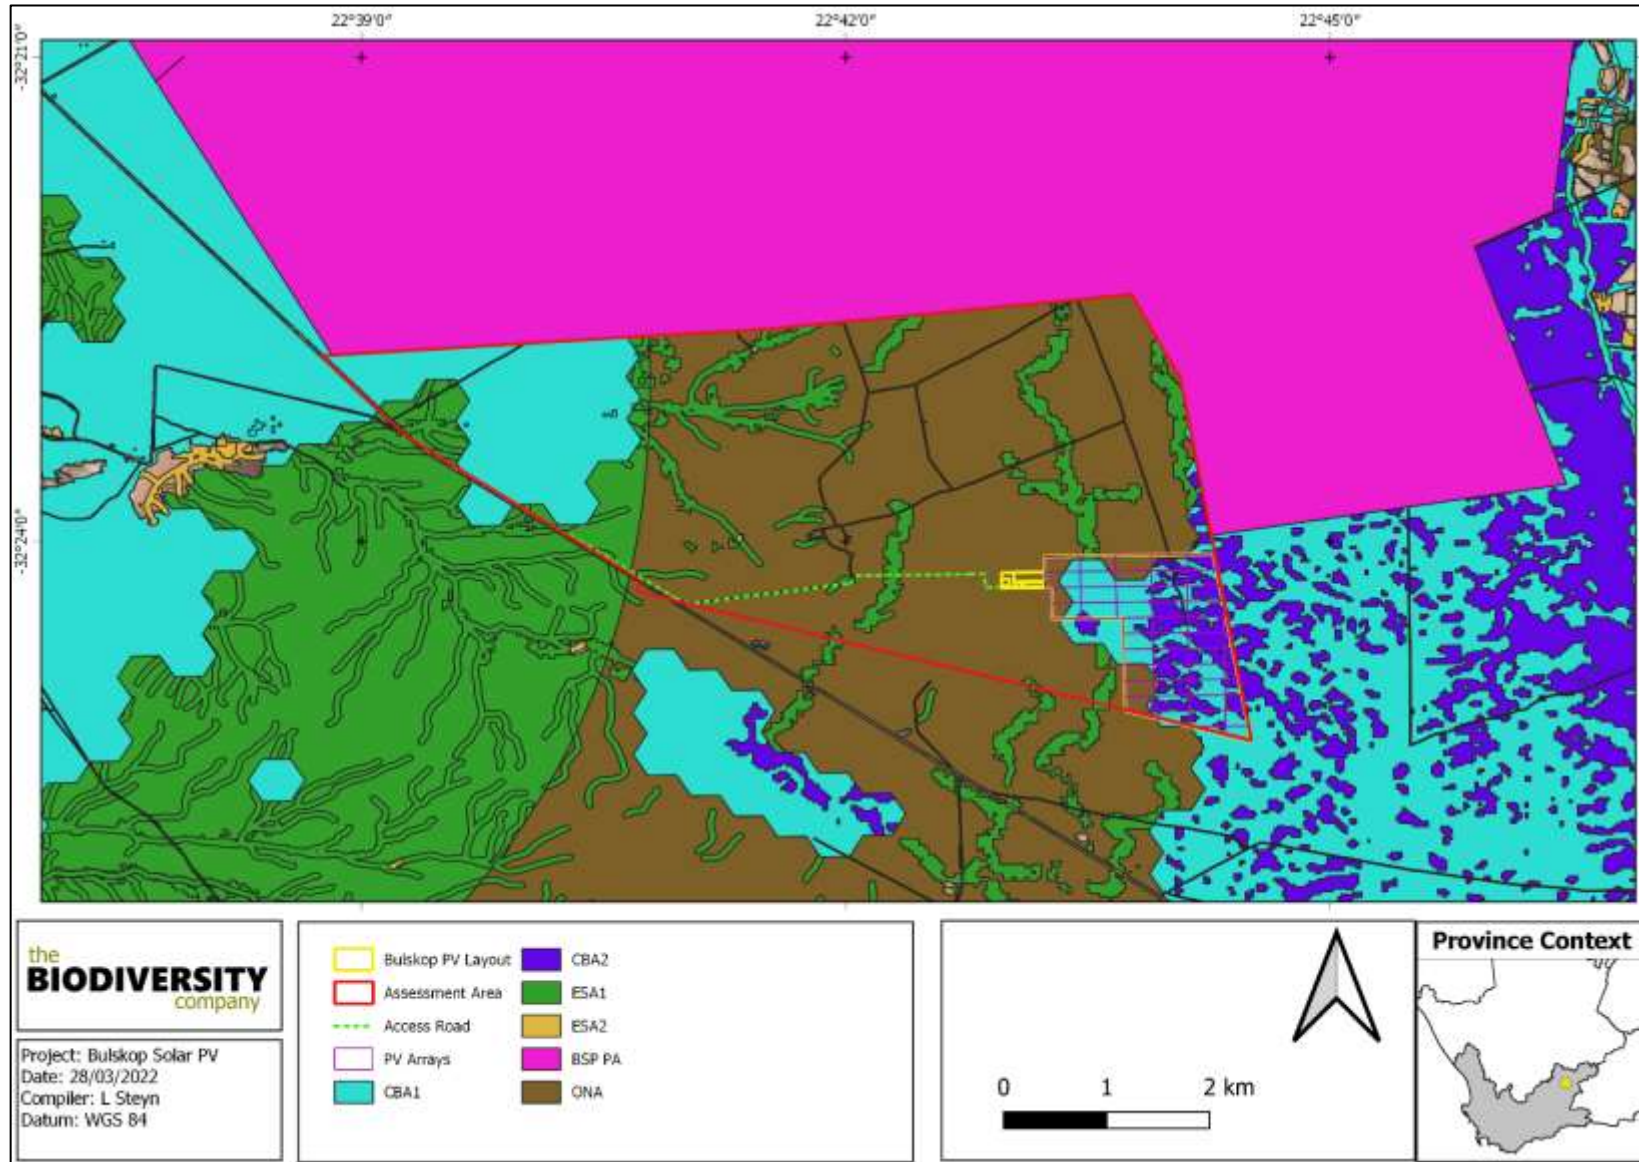 22°39'0"
22°42'0"
22°45'0"
-32°21'0"
-32°24'0"
the
BIODIVERSITY
company
Project: Bulskop Solar PV
Date: 28/03/2022
Compiler: L Steyn
Datum: WGS 84
Bulskop PV Layout
Assessment Area
Access Road
PV Arrays
CBA1
CBA2
ESA1
ESA2
BSP PA
ONA
0 1 2 km
Province Context